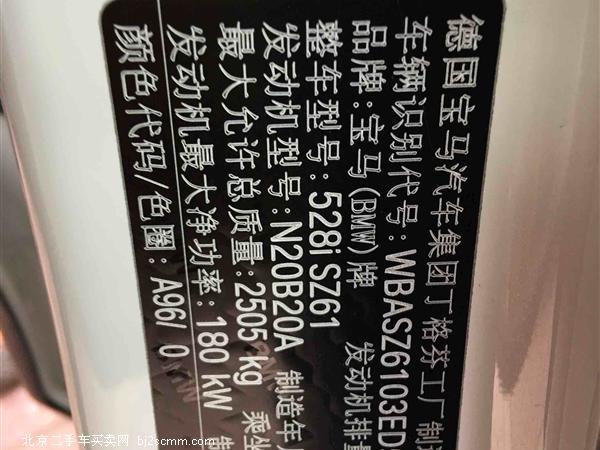 德国宝马汽车集团丁格芬工厂 制造
车辆识别代号：WBASZ6103ED
品牌：宝马(BMW)牌 发动机排量
整车型号：528i SZ61
发动机型号：N20B20A 制造年
最大允许总质量：2505 kg 乘坐
发动机最大净功率：180 kW 制
颜色代码/色圈：A96/ 0
北京二手车买卖网 bj2scmm.com